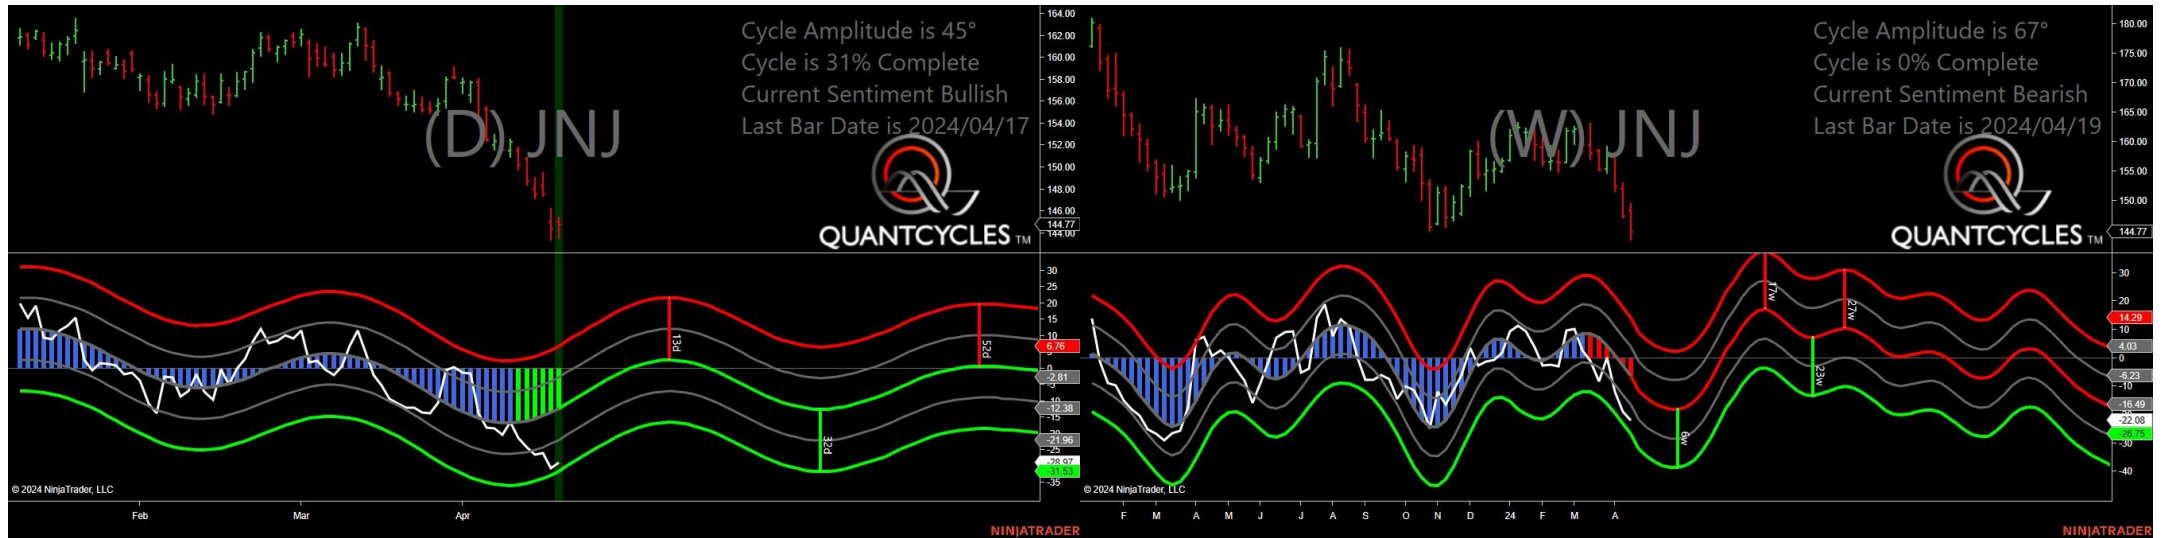 Cycle Amplitude is 45°
Cycle is 31% Complete
Current Sentiment Bullish
Last Bar Date is 2024/04/17
(D) JNJ
QUANTCYCLES TM
164.00
162.00
160.00
158.00
156.00
154.00
152.00
150.00
148.00
146.00
144.77
144.00
30
25
20
15
10
6.76
0
-2.81
-5
-10
-12.38
-15
-21.96
-28.97
-31.53
-35
13d
32d
52d
© 2024 NinjaTrader, LLC
Feb Mar Apr
NINJATRADER
Cycle Amplitude is 67°
Cycle is 0% Complete
Current Sentiment Bearish
Last Bar Date is 2024/04/19
(W) JNJ
QUANTCYCLES TM
180.00
175.00
170.00
165.00
160.00
155.00
150.00
144.77
30
20
14.29
10
4.03
0
-6.23
-10
-16.49
-22.08
-26.75
-30
-40
6w
17w
23w
27w
© 2024 NinjaTrader, LLC
F M A M J J A S O N D 24 F M A
NINJATRADER